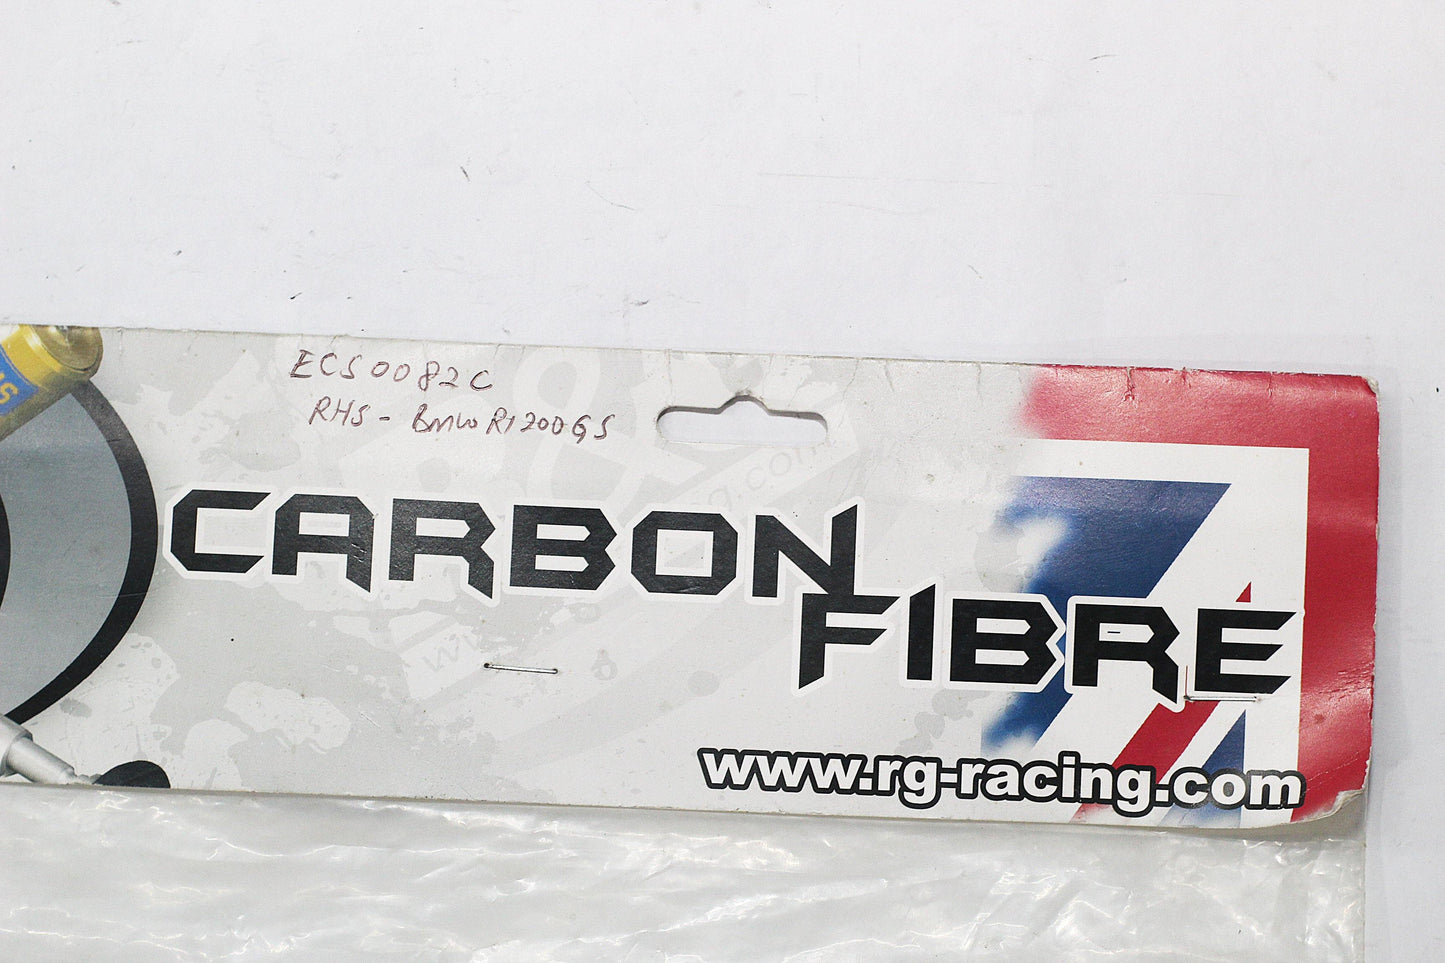 ECS0082C
RHS - BMW R1200GS
CARBON
FIBRE
www.rg-racing.com